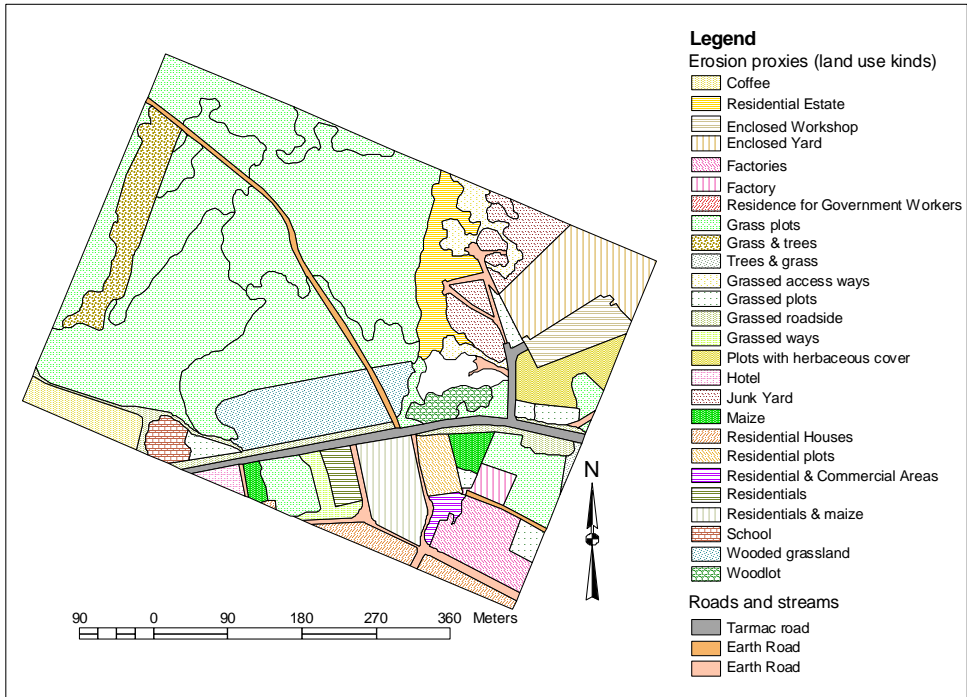 Legend
Erosion proxies (land use kinds)
Coffee
Residential Estate
Enclosed Workshop
Enclosed Yard
Factories
Factory
Residence for Government Workers
Grass plots
Grass & trees
Trees & grass
Grassed access ways
Grassed plots
Grassed roadside
Grassed ways
Plots with herbaceous cover
Hotel
Junk Yard
Maize
Residential Houses
Residential plots
Residential & Commercial Areas
Residentials
Residentials & maize
School
Wooded grassland
Woodlot
Roads and streams
Tarmac road
Earth Road
Earth Road
N
90 0 90 180 270 360 Meters